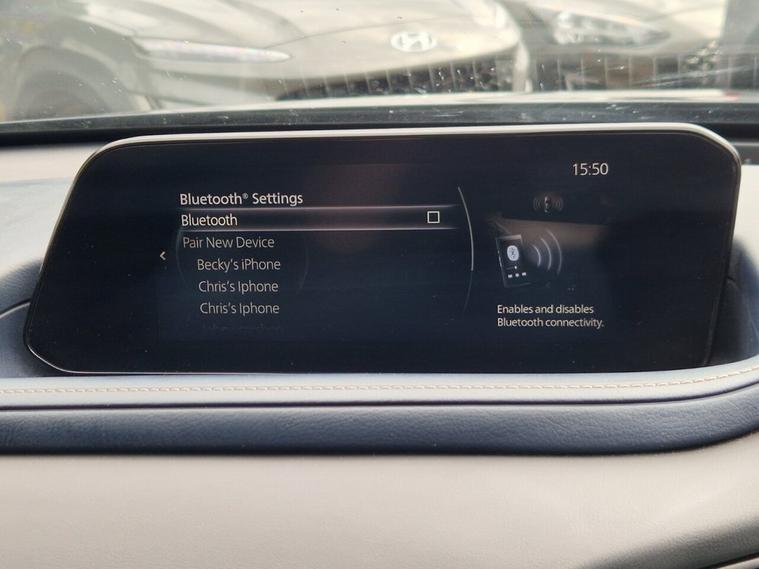 15:50
Bluetooth® Settings
Bluetooth
Pair New Device
Becky's iPhone
Chris's Iphone
Chris's Iphone
Enables and disables
Bluetooth connectivity.